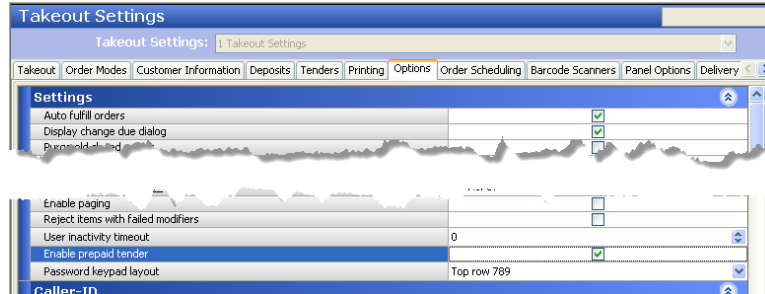 Takeout Settings
Takeout Settings: 1 Takeout Settings
Takeout Order Modes Customer Information Deposits Tenders Printing Options Order Scheduling Barcode Scanners Panel Options Delivery
Settings
Auto fulfill orders
Display change due dialog
Enable paging
Reject items with failed modifiers
User inactivity timeout 0
Enable prepaid tender
Password keypad layout Top row 789
Caller-ID